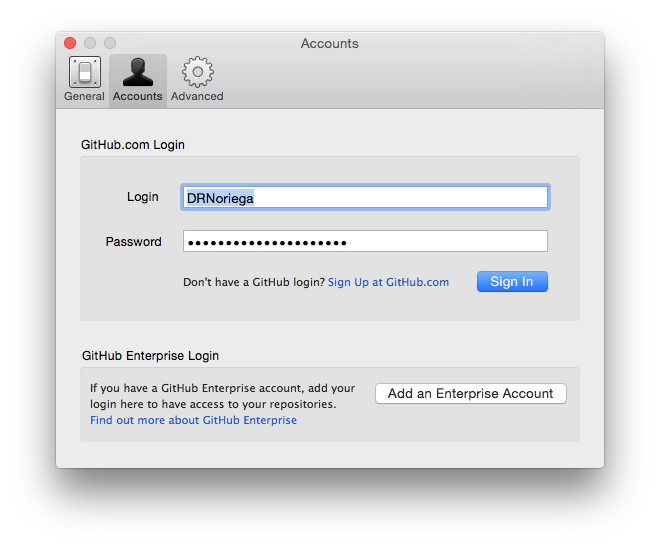 Accounts
General Accounts Advanced
GitHub.com Login
Login DRNoriega
Password ●●●●●●●●●●●●●●●●●●●●●
Don't have a GitHub login? Sign Up at GitHub.com Sign In
GitHub Enterprise Login
If you have a GitHub Enterprise account, add your
login here to have access to your repositories.
Find out more about GitHub Enterprise
Add an Enterprise Account